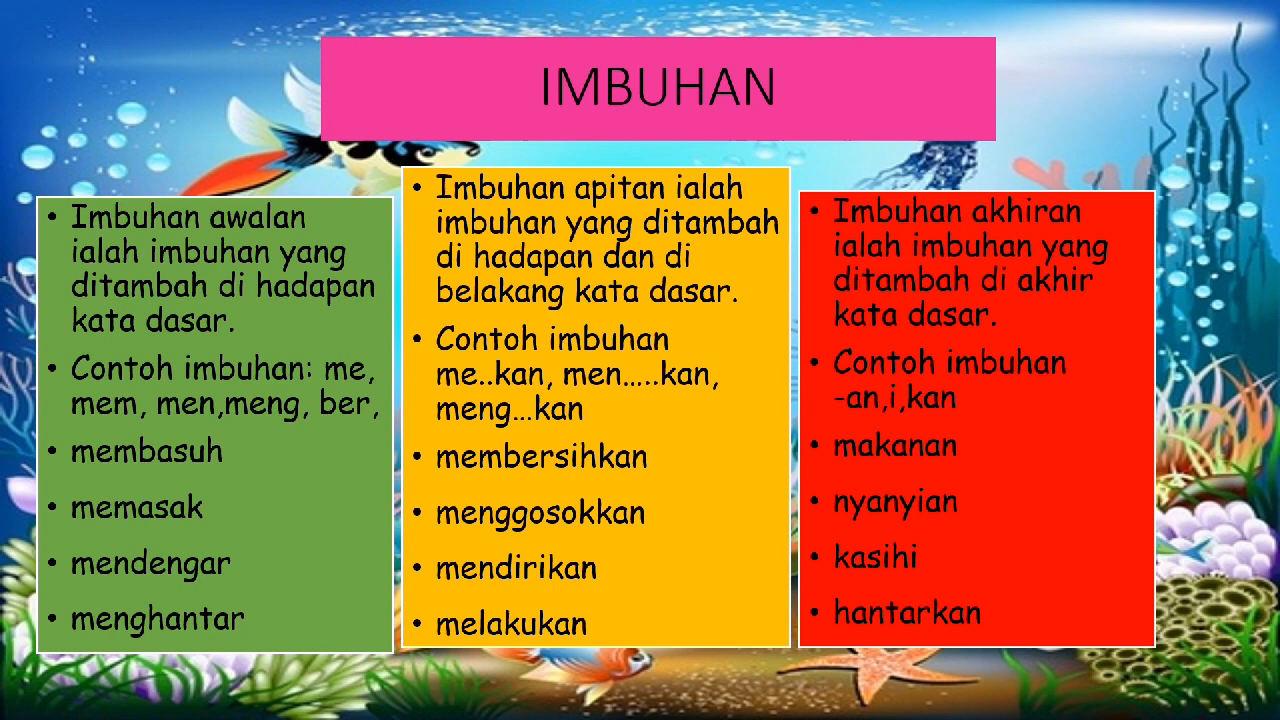 IMBUHAN
• Imbuhan awalan
ialah imbuhan yang
ditambah di hadapan
kata dasar.
• Contoh imbuhan: me,
mem, men,meng, ber,
• membasuh
• memasak
• mendengar
• menghantar
• Imbuhan apitan ialah
imbuhan yang ditambah
di hadapan dan di
belakang kata dasar.
• Contoh imbuhan
me..kan, men…..kan,
meng…kan
• membersihkan
• menggosokkan
• mendirikan
• melakukan
• Imbuhan akhiran
ialah imbuhan yang
ditambah di akhir
kata dasar.
• Contoh imbuhan
-an,i,kan
• makanan
• nyanyian
• kasihi
• hantarkan